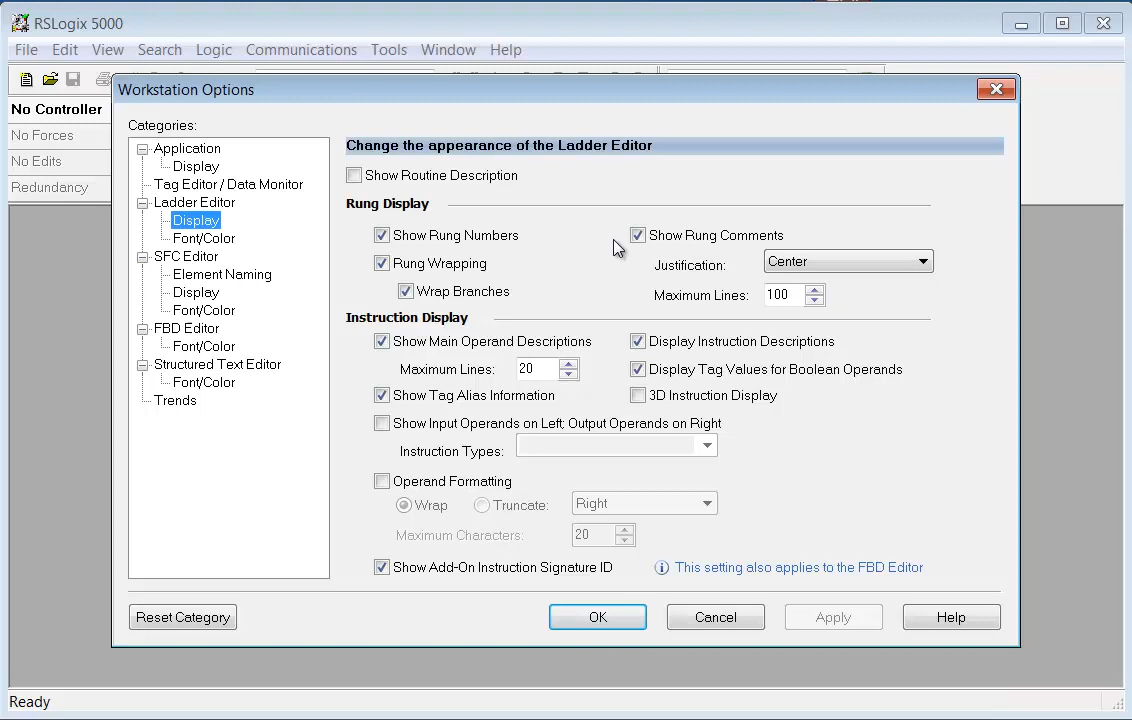 RSLogix 5000
File Edit View Search Logic Communications Tools Window Help
Workstation Options
No Controller
No Forces
No Edits
Redundancy
Categories:
Application
Display
Tag Editor / Data Monitor
Ladder Editor
Display
Font/Color
SFC Editor
Element Naming
Display
Font/Color
FBD Editor
Font/Color
Structured Text Editor
Font/Color
Trends
Change the appearance of the Ladder Editor
Show Routine Description
Rung Display
Show Rung Numbers Show Rung Comments
Rung Wrapping Justification: Center
Wrap Branches Maximum Lines: 100
Instruction Display
Show Main Operand Descriptions Display Instruction Descriptions
Maximum Lines: 20 Display Tag Values for Boolean Operands
Show Tag Alias Information 3D Instruction Display
Show Input Operands on Left; Output Operands on Right
Instruction Types:
Operand Formatting
Wrap Truncate: Right
Maximum Characters: 20
Show Add-On Instruction Signature ID This setting also applies to the FBD Editor
Reset Category OK Cancel Apply Help
Ready